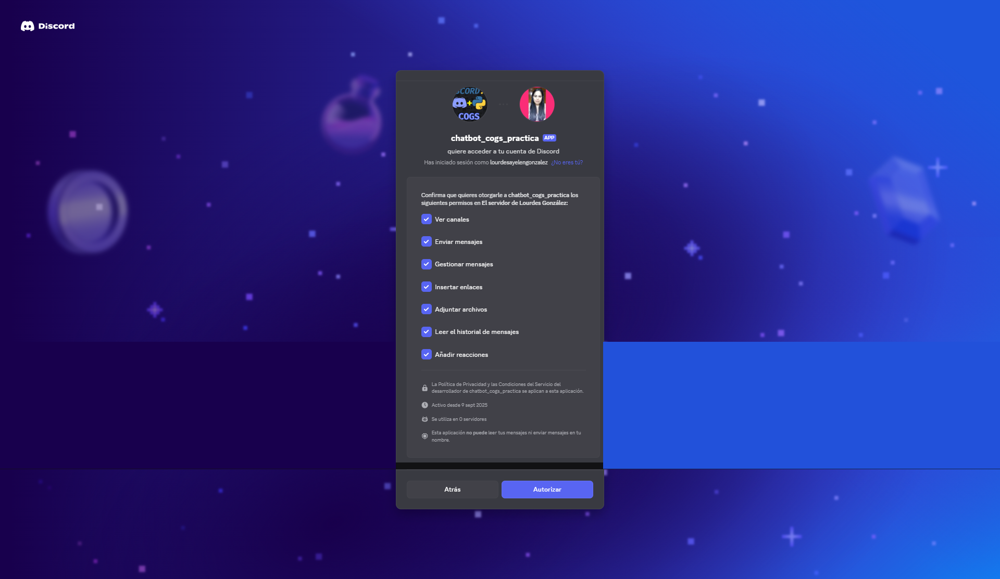 Discord
CORD.
COGS
chatbot_cogs_practica APP
quiere acceder a tu cuenta de Discord
Has iniciado sesión como lourdesayelengonzalez ¿No eres tú?
Confirma que quieres otorgarle a chatbot_cogs_practica los
siguientes permisos en El servidor de Lourdes González:
Ver canales
Enviar mensajes
Gestionar mensajes
Insertar enlaces
Adjuntar archivos
Leer el historial de mensajes
Añadir reacciones
La Política de Privacidad y las Condiciones del Servicio del
desarrollador de chatbot_cogs_practica se aplican a esta aplicación.
Activo desde 9 sept 2025
Se utiliza en 0 servidores
Esta aplicación no puede leer tus mensajes ni enviar mensajes en tu
nombre.
Atrás
Autorizar